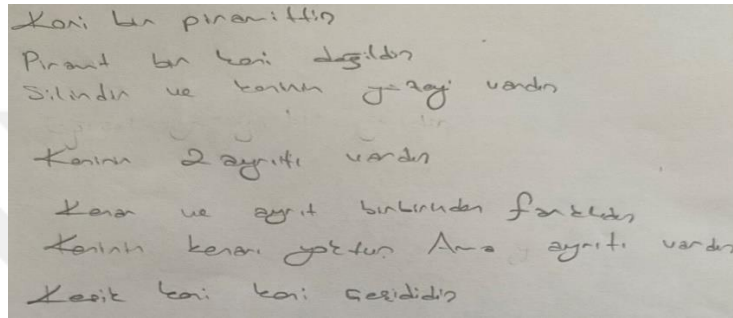 Koni bir piramittir
Piramit bir koni değildir
Silindir ve koninin yüzeyi vardır
Koninin 2 ayrıtı vardır
Kenar ve ayrıt birbirinden farklıdır
Koninin kenarı yoktur Ama ayrıtı vardır
Kesik koni koni çeşididir